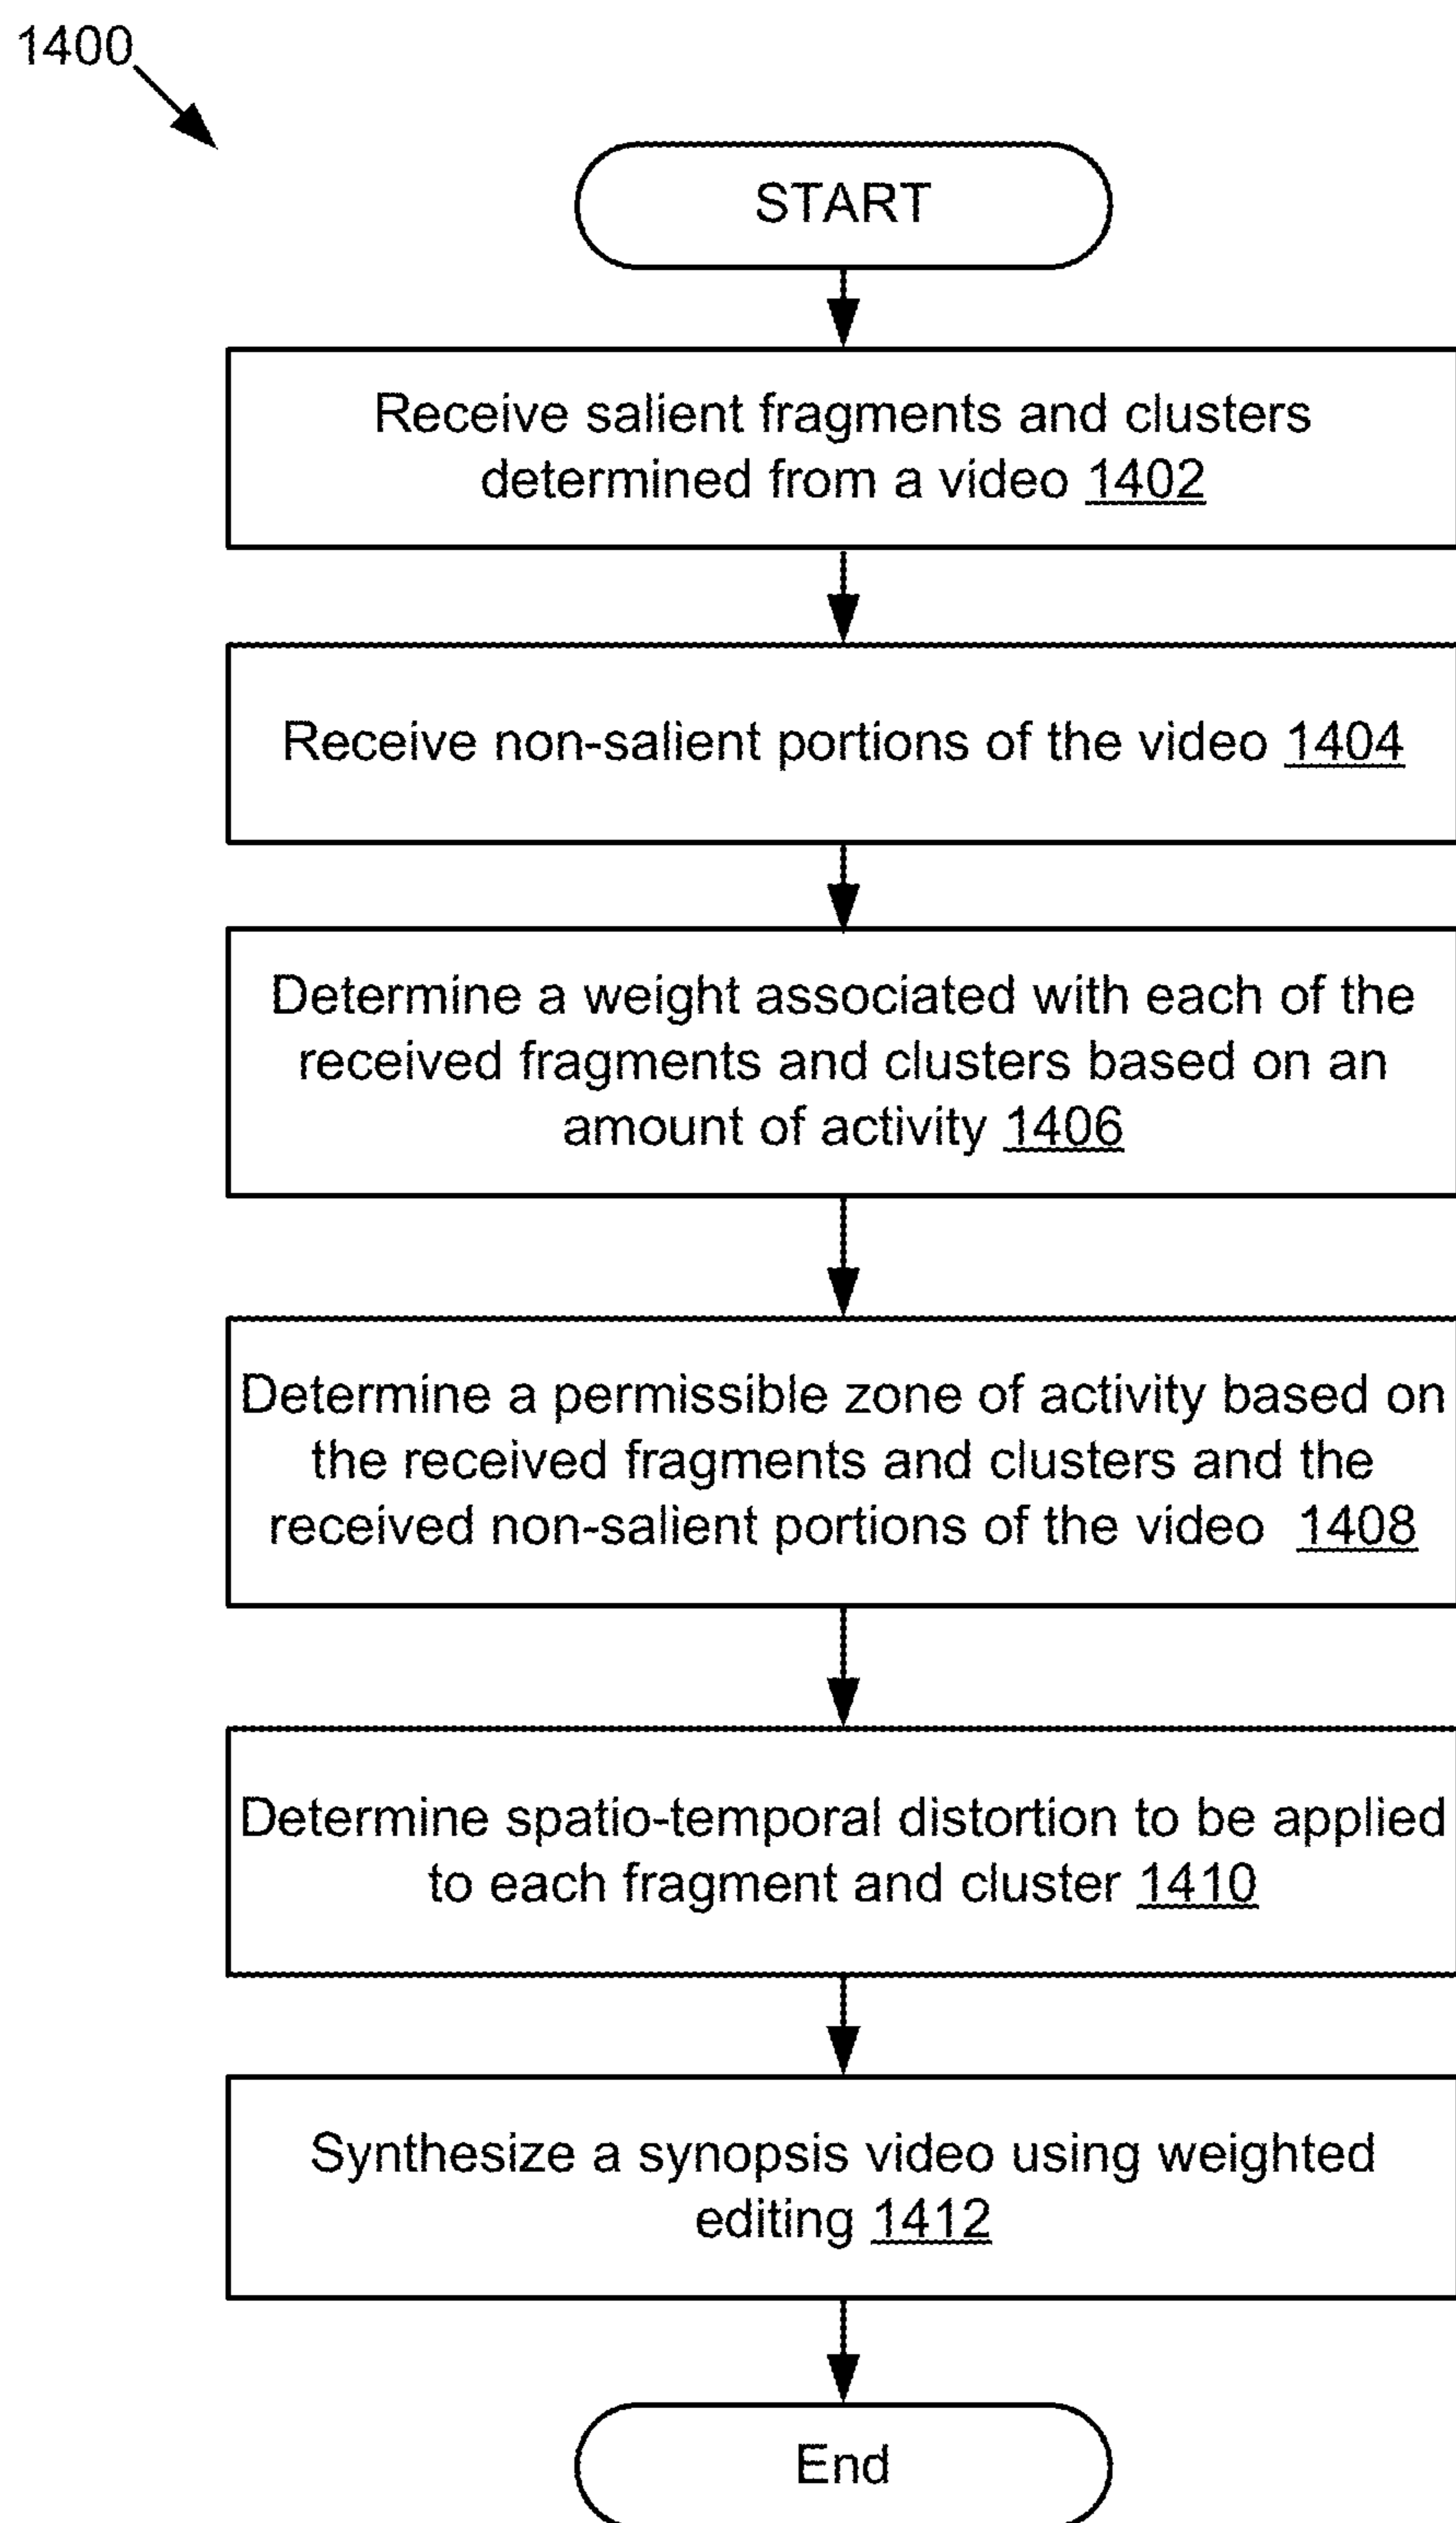 1400
START
Receive salient fragments and clusters
determined from a video 1402
Receive non-salient portions of the video 1404
Determine a weight associated with each of the
received fragments and clusters based on an
amount of activity 1406
Determine a permissible zone of activity based on
the received fragments and clusters and the
received non-salient portions of the video 1408
Determine spatio-temporal distortion to be applied
to each fragment and cluster 1410
Synthesize a synopsis video using weighted
editing 1412
End